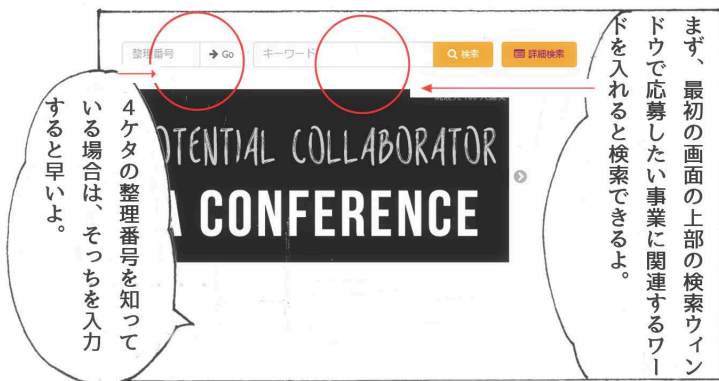 まず、最初の画面の上部の検索ウィン
ドウで応募したい事業に関連するワー
ドを入れると検索できるよ。
整理番号
Go
キーワード
検索
詳細検索
OTENTIAL COLLABORATOR
A CONFERENCE
4ケタの整理番号を知って
いる場合は、そっちを入力
すると早いよ。